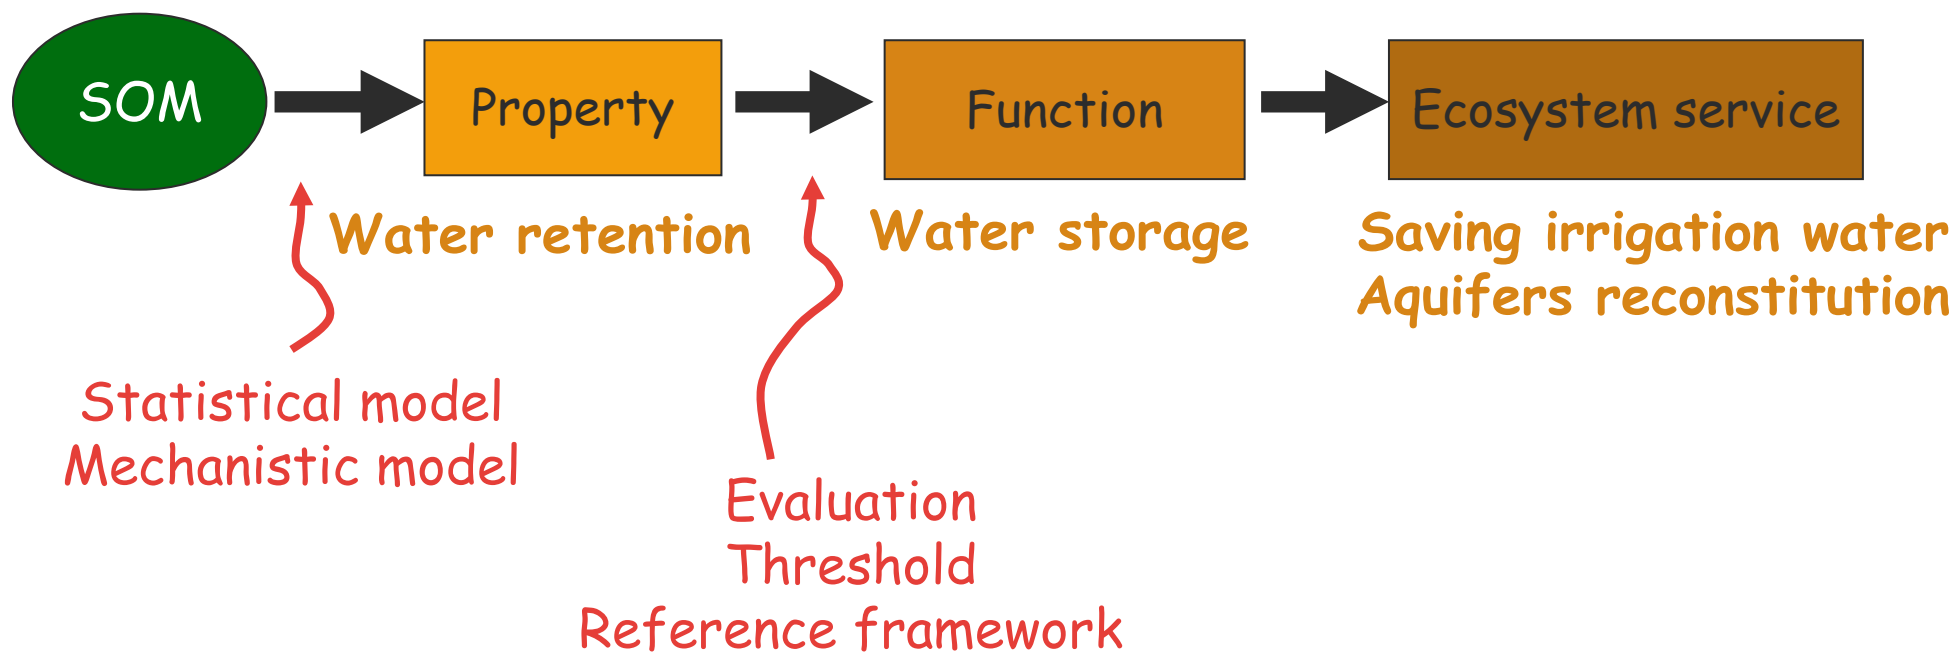 SOM
Property
Function
Ecosystem service
Water retention
Water storage
Saving irrigation water
Aquifers reconstitution
Statistical model
Mechanistic model
Evaluation
Threshold
Reference framework